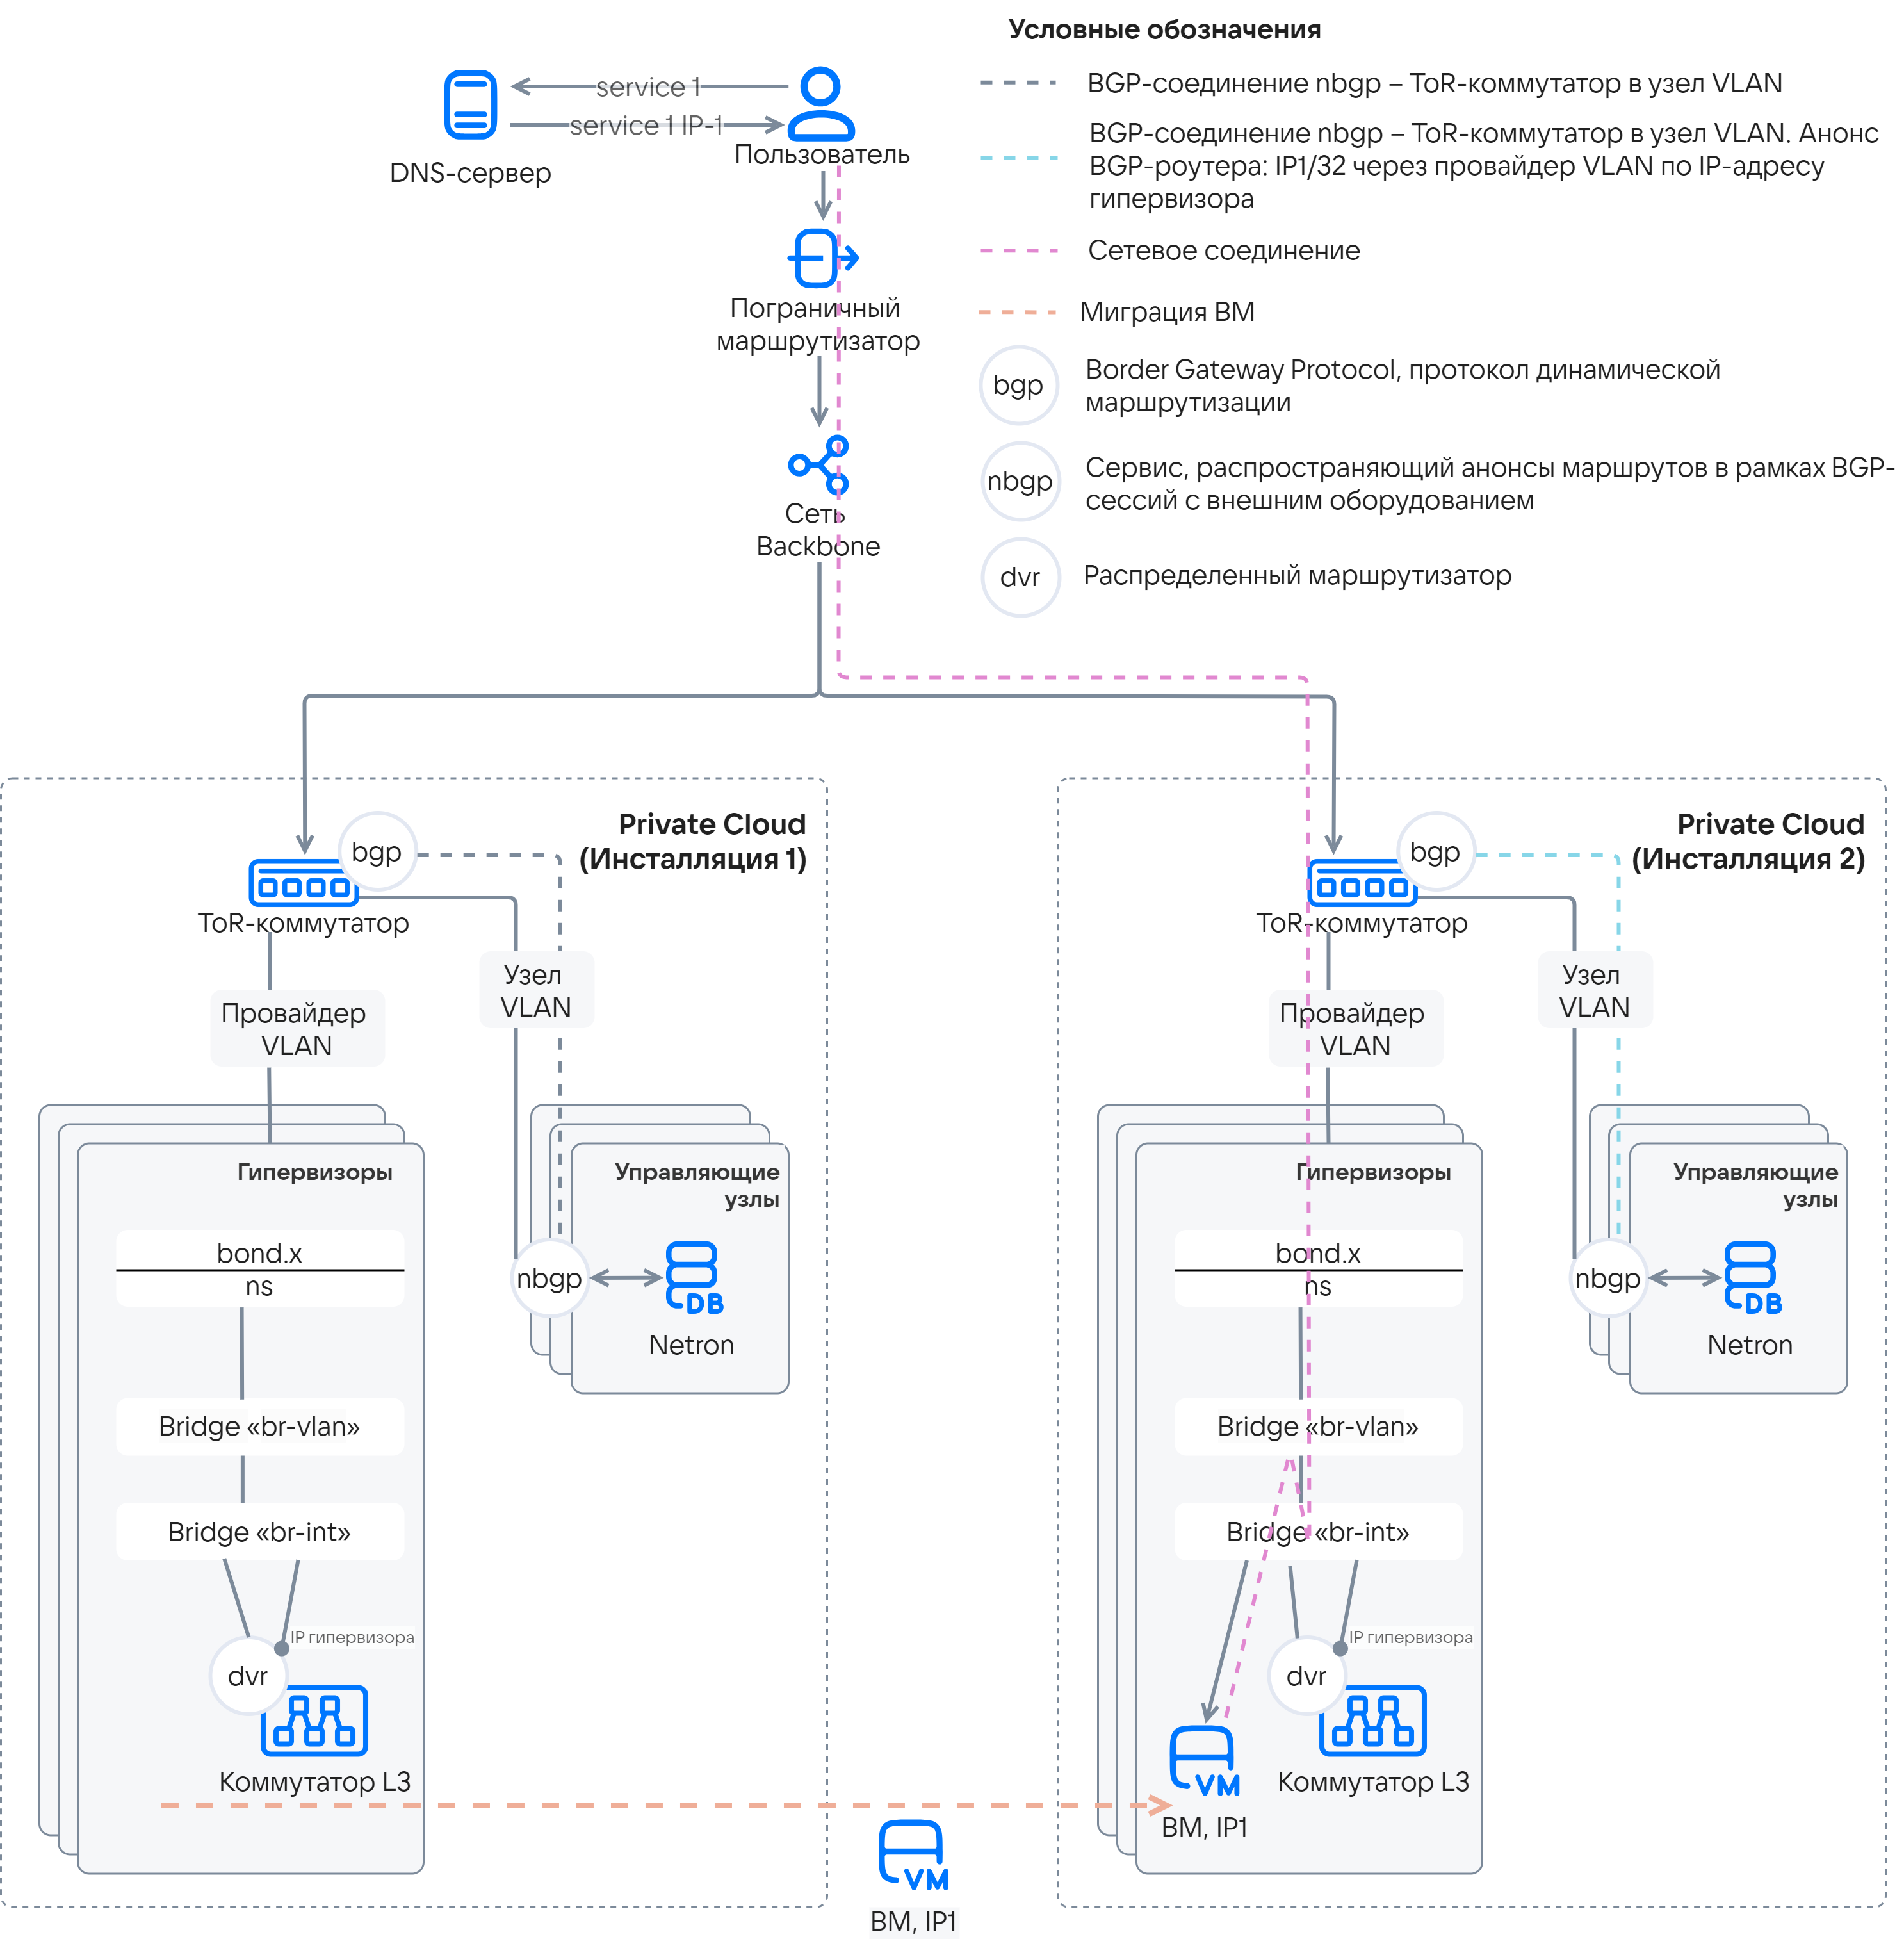 Условные обозначения
BGP-соединение nbgp – ToR-коммутатор в узел VLAN
BGP-соединение nbgp – ToR-коммутатор в узел VLAN. Анонс
BGP-роутера: IP1/32 через провайдер VLAN по IP-адресу
гипервизора
Сетевое соединение
Миграция ВМ
bgp
Border Gateway Protocol, протокол динамической
маршрутизации
nbgp
Сервис, распространяющий анонсы маршрутов в рамках BGP-
сессий с внешним оборудованием
dvr
Распределенный маршрутизатор
service 1
service 1 IP-1
DNS-сервер
Пользователь
Пограничный
маршрутизатор
Сеть
Backbone
Private Cloud
(Инсталляция 1)
bgp
ToR-коммутатор
Узел
VLAN
Провайдер
VLAN
Гипервизоры
bond.x
ns
Bridge «br-vlan»
Bridge «br-int»
IP гипервизора
dvr
Коммутатор L3
Управляющие
узлы
nbgp
DB
Netron
VM
ВМ, IP1
Private Cloud
(Инсталляция 2)
bgp
ToR-коммутатор
Узел
VLAN
Провайдер
VLAN
Гипервизоры
bond.x
ns
Bridge «br-vlan»
Bridge «br-int»
IP гипервизора
dvr
Коммутатор L3
VM
ВМ, IP1
Управляющие
узлы
nbgp
DB
Netron